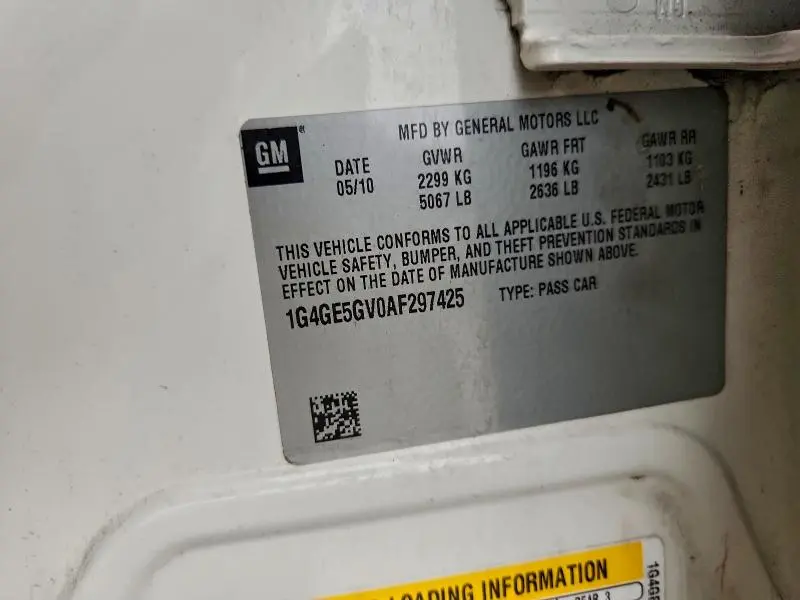 GM
MFD BY GENERAL MOTORS LLC
DATE GVWR GAWR FRT GAWR RR
05/10 2299 KG 1196 KG 1103 KG
5067 LB 2636 LB 2431 LB
THIS VEHICLE CONFORMS TO ALL APPLICABLE U.S. FEDERAL MOTOR
VEHICLE SAFETY, BUMPER, AND THEFT PREVENTION STANDARDS IN
EFFECT ON THE DATE OF MANUFACTURE SHOWN ABOVE.
1G4GE5GV0AF297425 TYPE: PASS CAR
LOADING INFORMATION